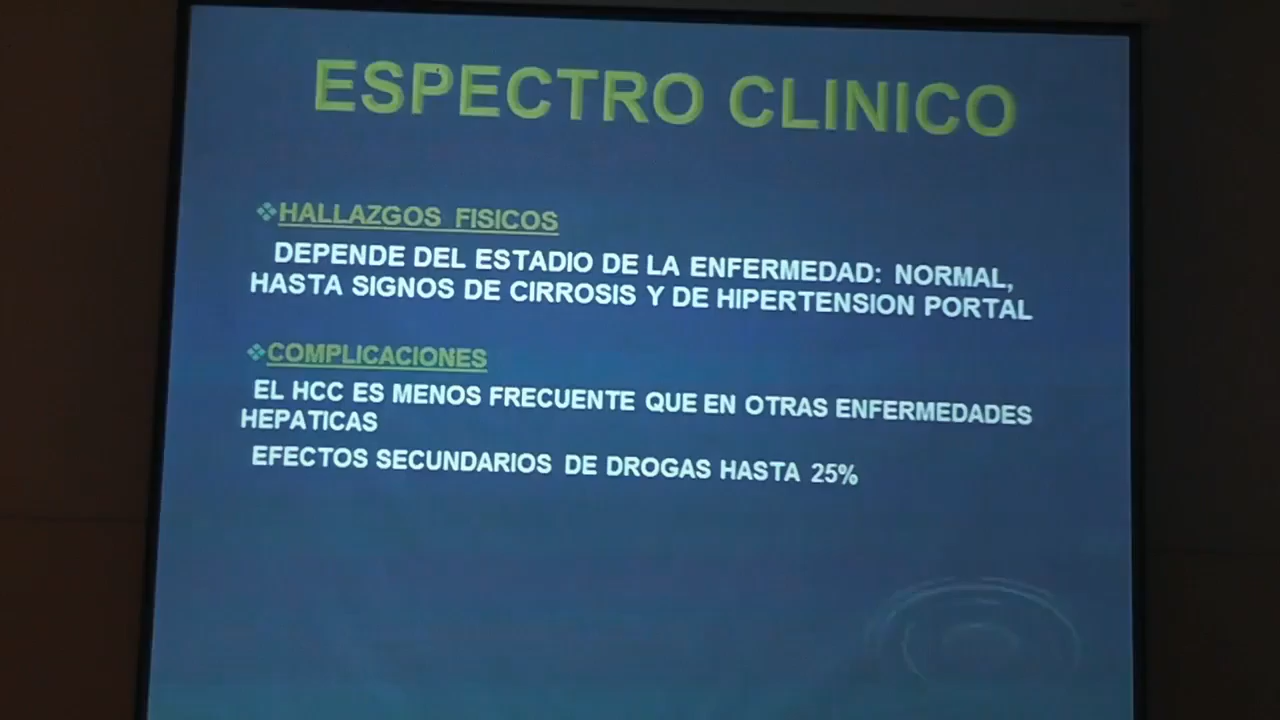 ESPECTRO CLINICO
HALLAZGOS FISICOS
DEPENDE DEL ESTADIO DE LA ENFERMEDAD: NORMAL,
HASTA SIGNOS DE CIRROSIS Y DE HIPERTENSION PORTAL
COMPLICACIONES
EL HCC ES MENOS FRECUENTE QUE EN OTRAS ENFERMEDADES
HEPATICAS
EFECTOS SECUNDARIOS DE DROGAS HASTA 25%